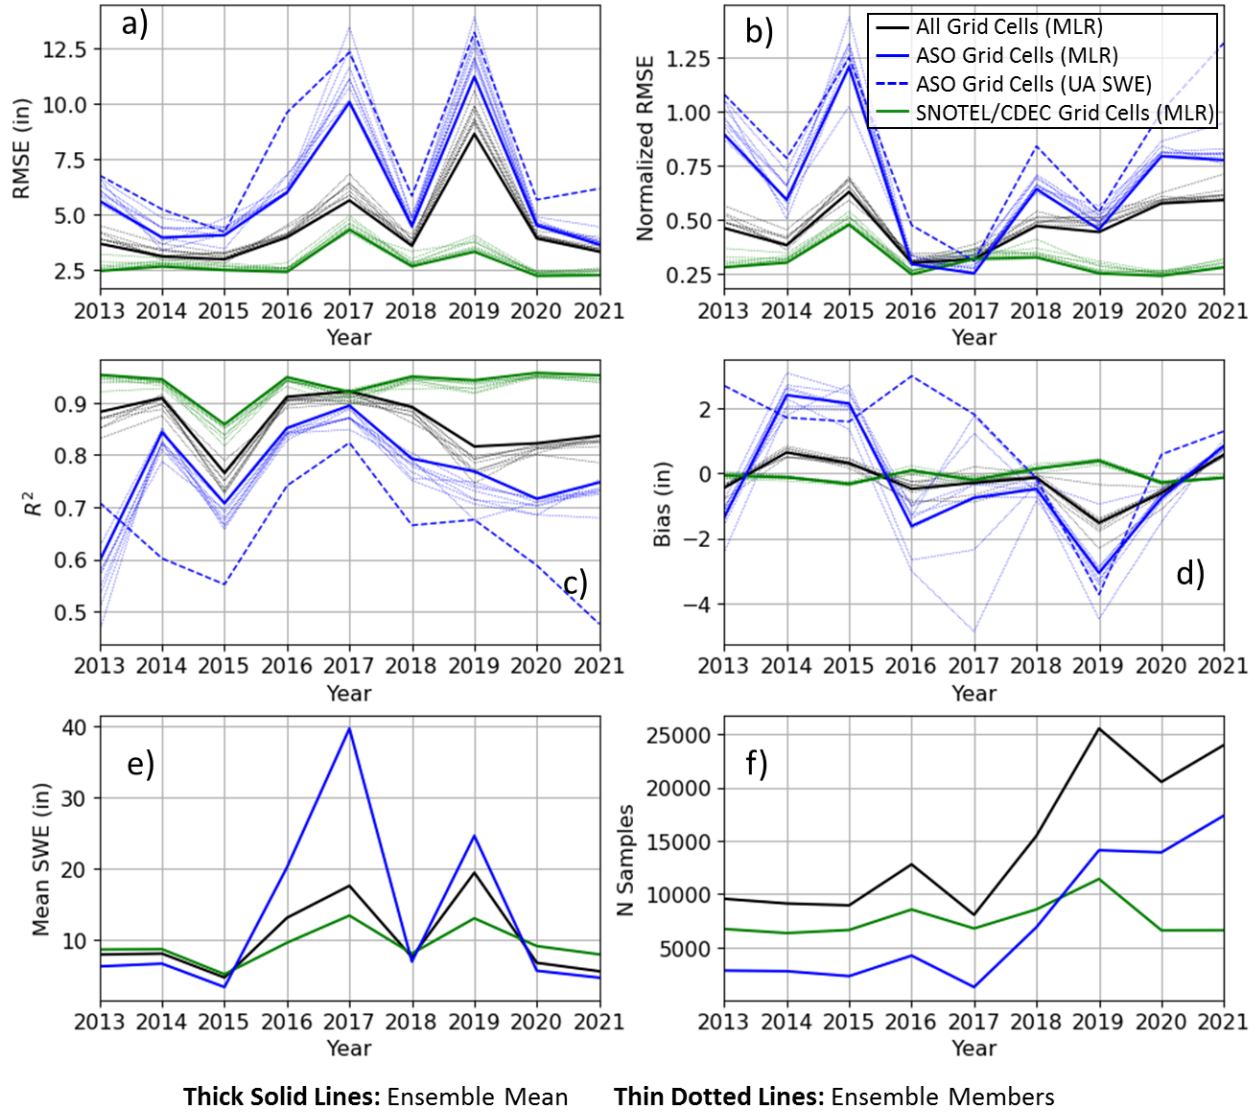 a)
12.5
10.0
7.5
5.0
2.5
RMSE (in)
2013 2014 2015 2016 2017 2018 2019 2020 2021
Year
b)
All Grid Cells (MLR)
ASO Grid Cells (MLR)
ASO Grid Cells (UA SWE)
SNOTEL/CDEC Grid Cells (MLR)
1.25
1.00
0.75
0.50
0.25
Normalized RMSE
2013 2014 2015 2016 2017 2018 2019 2020 2021
Year
0.9
0.8
0.7
0.6
0.5
R²
c)
2013 2014 2015 2016 2017 2018 2019 2020 2021
Year
2
0
−2
−4
Bias (in)
d)
2013 2014 2015 2016 2017 2018 2019 2020 2021
Year
e)
40
30
20
10
Mean SWE (in)
2013 2014 2015 2016 2017 2018 2019 2020 2021
Year
f)
25000
20000
15000
10000
5000
N Samples
2013 2014 2015 2016 2017 2018 2019 2020 2021
Year
Thick Solid Lines: Ensemble Mean Thin Dotted Lines: Ensemble Members